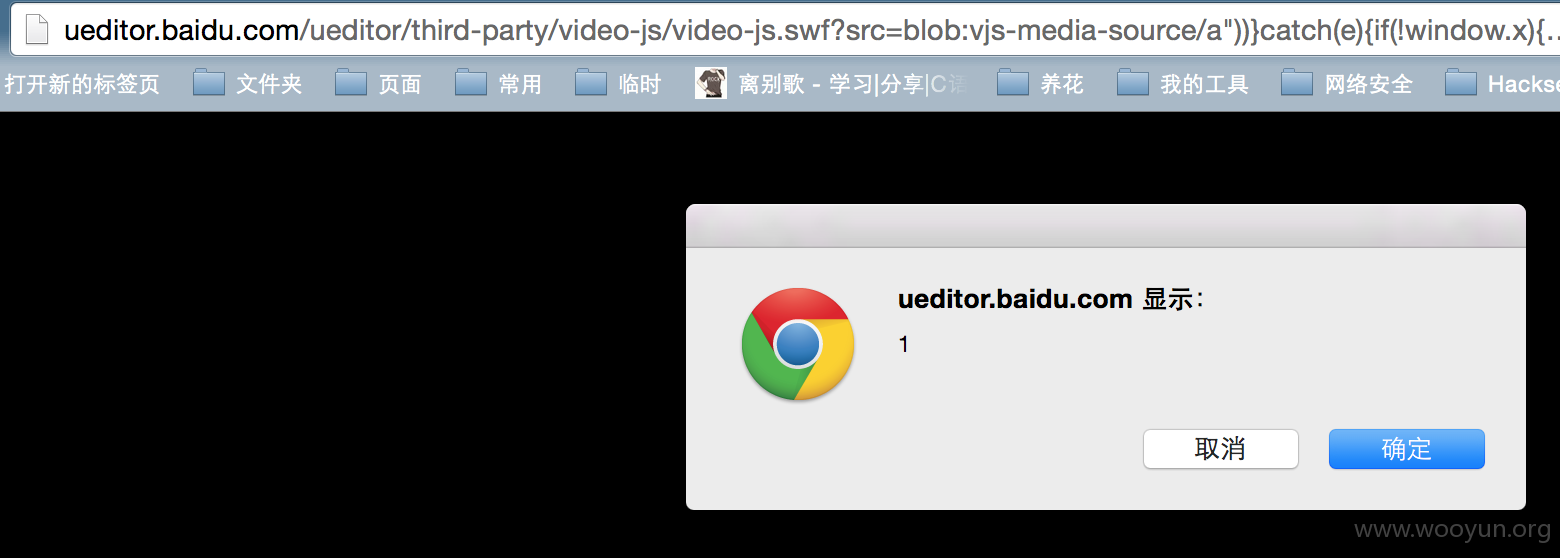 ueditor.baidu.com/ueditor/third-party/video-js/video-js.swf?src=blob:vjs-media-source/a"))}catch(e){if(!window.x){...
打开新的标签页 文件夹 页面 常用 临时 离别歌 - 学习|分享|C语 养花 我的工具 网络安全 Hackse
ueditor.baidu.com 显示：
1
取消 确定
www.wooyun.org